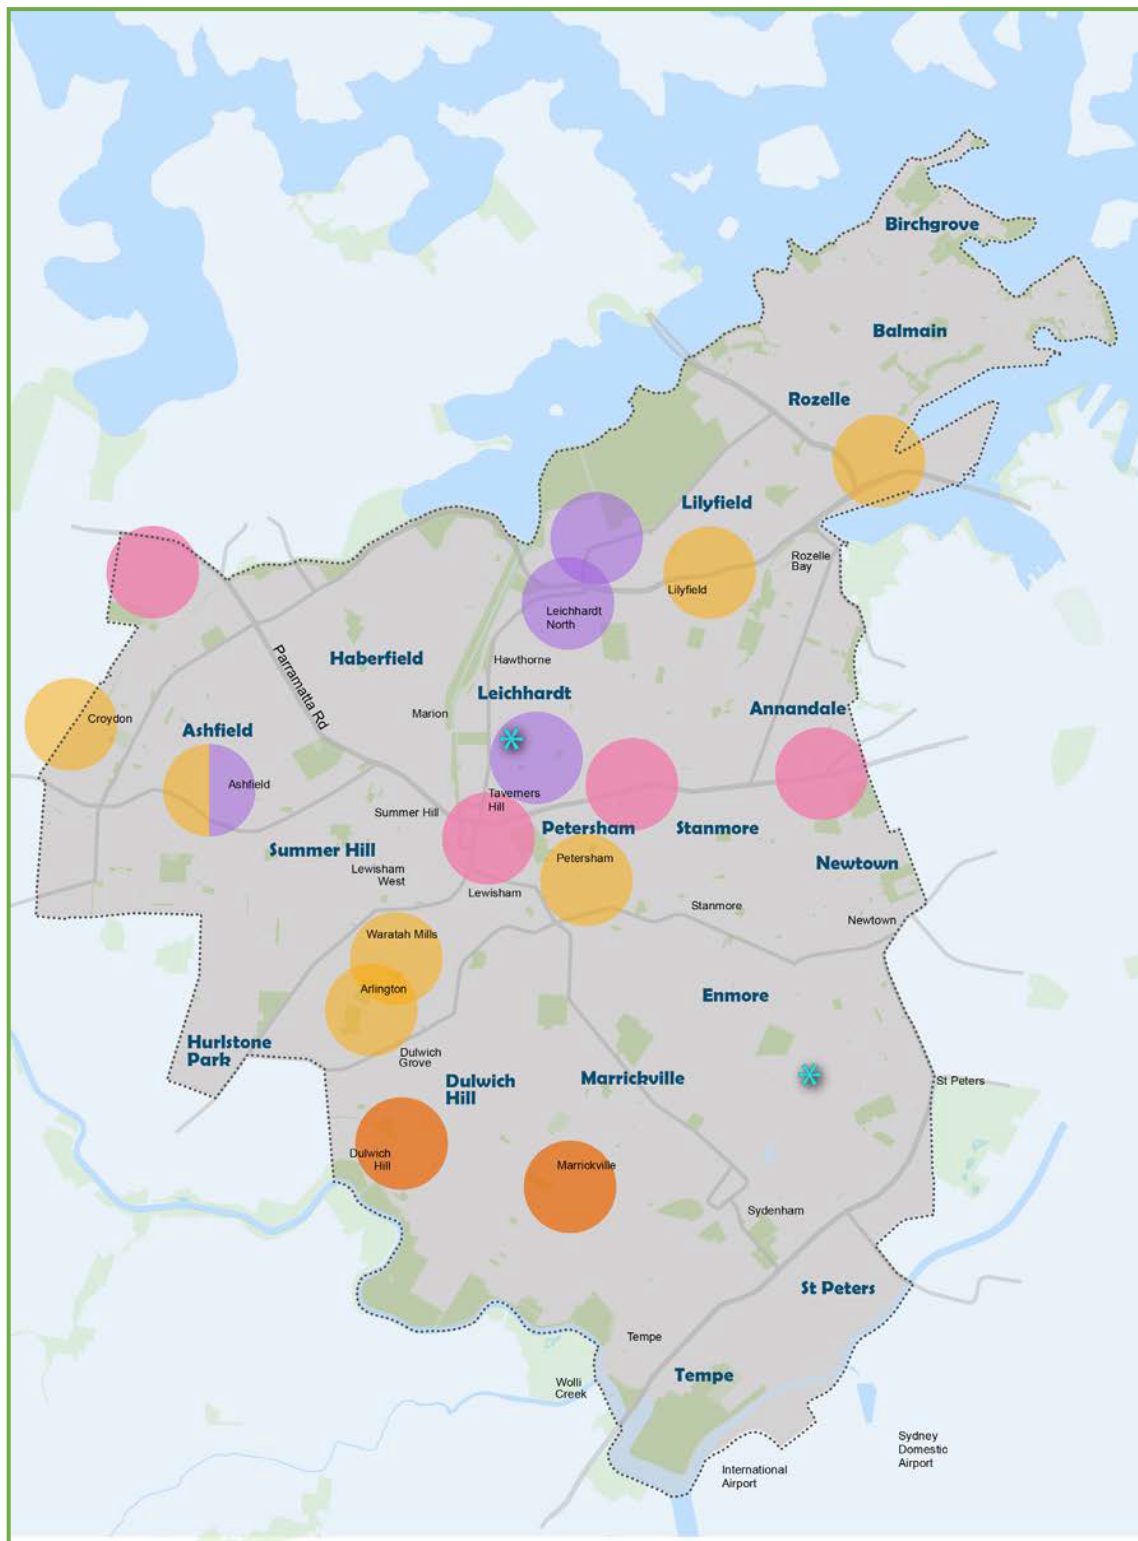 Birchgrove
Balmain
Rozelle
Lilyfield
Rozelle
Bay
Lilyfield
Leichhardt
North
Haberfield
Hawthorne
Parramatta Rd
Leichhardt
Annandale
Marion
Croydon
Ashfield
Ashfield
Taverners
Hill
Summer Hill
Petersham
Stanmore
Summer Hill
Petersham
Newtown
Lewisham
West
Lewisham
Stanmore
Newtown
Waratah Mills
Arlington
Enmore
Hurlstone
Park
Dulwich
Grove
Dulwich
Hill
Marrickville
St Peters
Dulwich
Hill
Marrickville
Sydenham
St Peters
Tempe
Tempe
Wolli
Creek
Sydney
Domestic
Airport
International
Airport